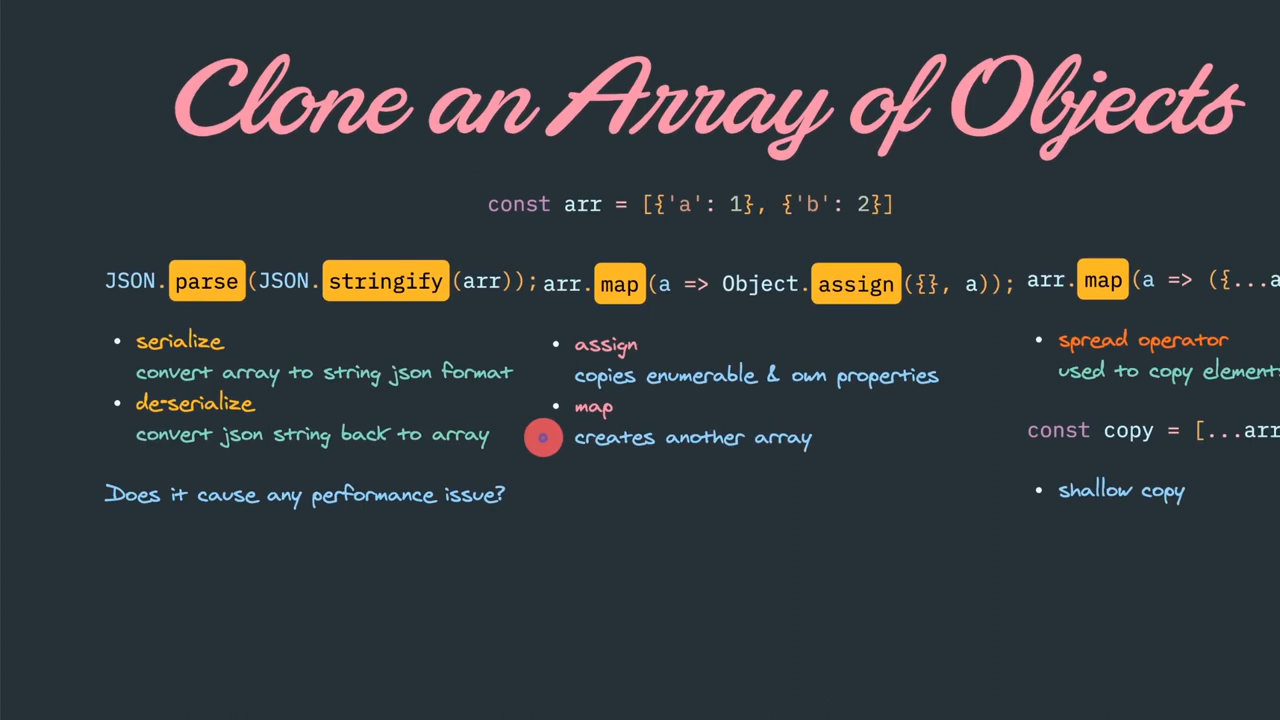 Clone an Array of Objects
const arr = [{'a': 1}, {'b': 2}]
JSON.parse(JSON.stringify(arr));
• serialize
convert array to string json format
• de-serialize
convert json string back to array
Does it cause any performance issue?
arr.map(a => Object.assign({}, a));
• assign
copies enumerable & own properties
• map
creates another array
arr.map(a => ({...a
• spread operator
used to copy element
const copy = [...arr
• shallow copy